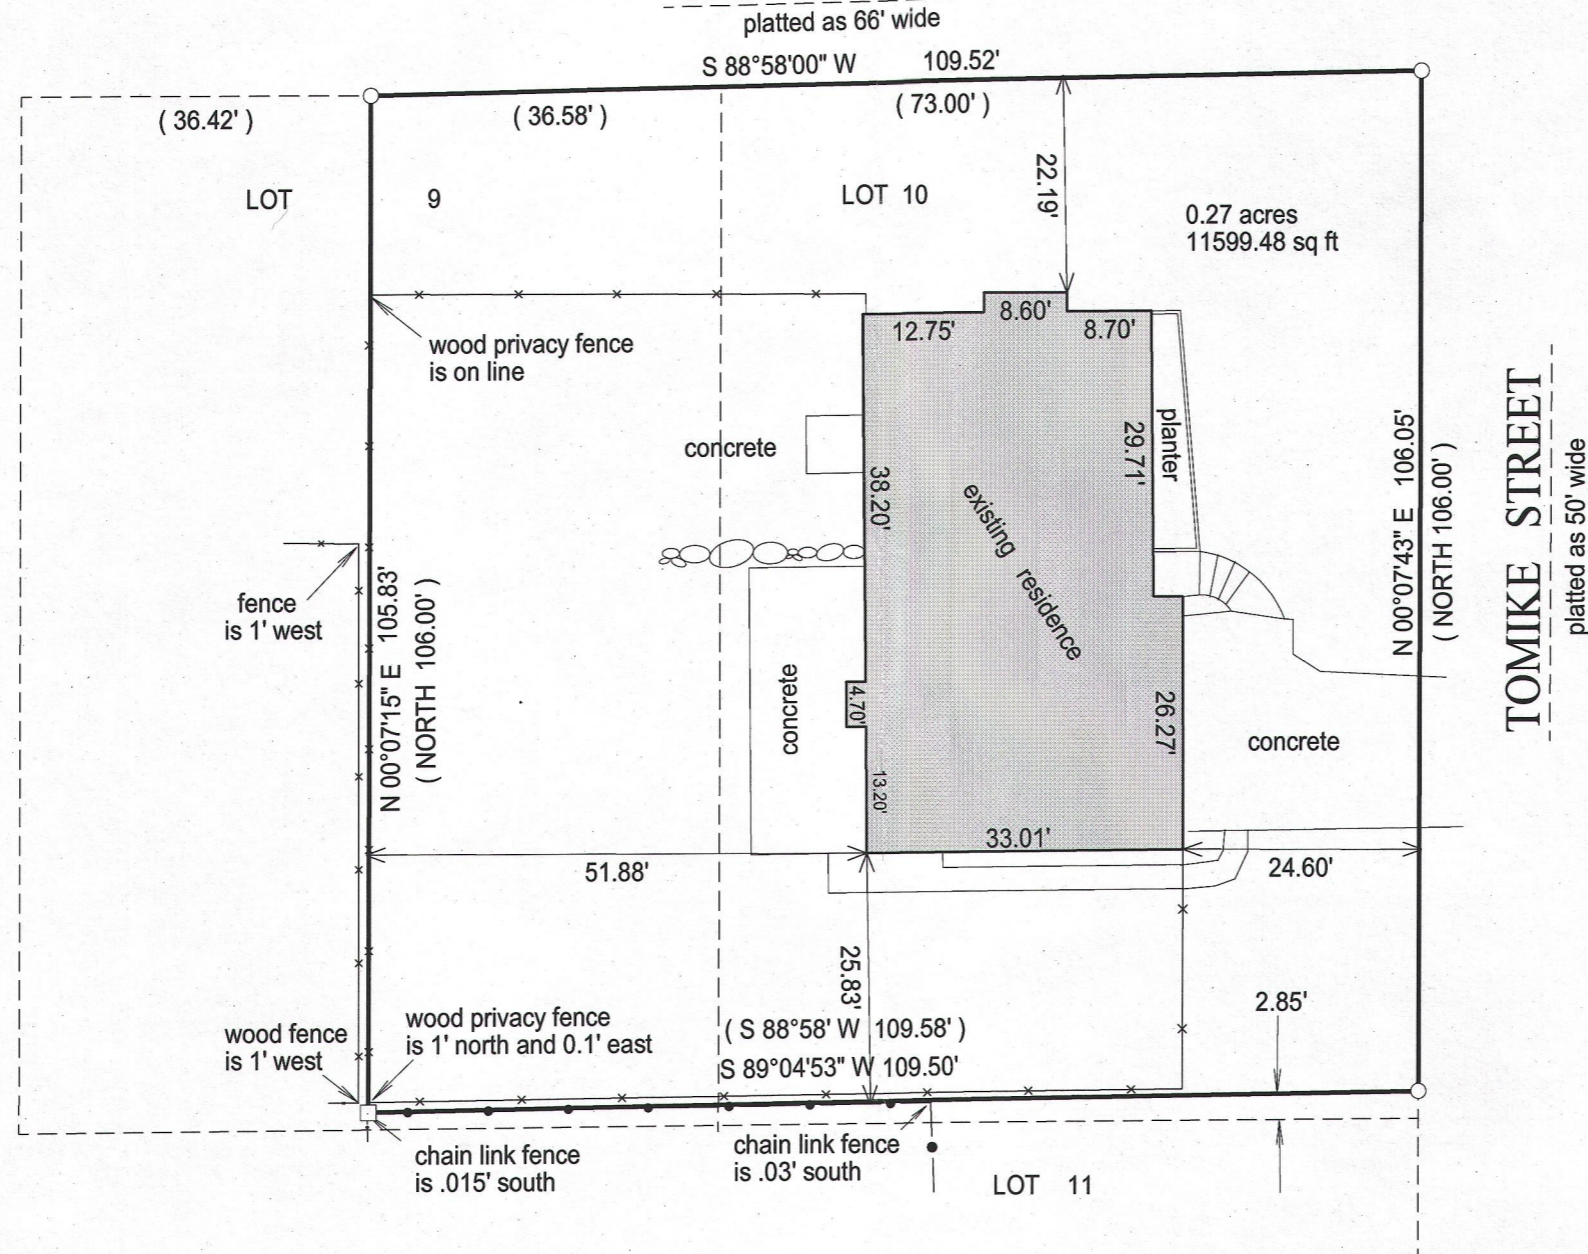 platted as 66' wide
S 88°58'00" W 109.52'
( 36.42' )
( 36.58' )
( 73.00' )
LOT 9
LOT 10
22.19'
0.27 acres
11599.48 sq ft
wood privacy fence
is on line
12.75'
8.60'
8.70'
concrete
38.20'
29.71'
planter
existing residence
fence
is 1' west
N 00°07'15" E 105.83'
( NORTH 106.00' )
concrete
4.70'
13.20'
26.27'
concrete
33.01'
N 00°07'43" E 106.05'
( NORTH 106.00' )
TOMIKE STREET
platted as 50' wide
51.88'
24.60'
25.83'
2.85'
wood fence
is 1' west
wood privacy fence
is 1' north and 0.1' east
( S 88°58' W 109.58' )
S 89°04'53" W 109.50'
chain link fence
is .015' south
chain link fence
is .03' south
LOT 11